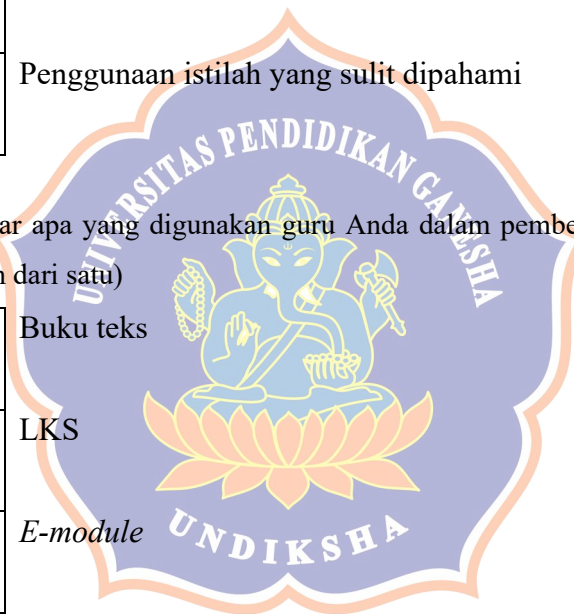 Penggunaan istilah yang sulit dipahami
UNIVERSITAS PENDIDIKAN GANESHA
ar apa yang digunakan guru Anda dalam pembe
dari satu)
Buku teks
LKS
E-module
UNDIKSHA